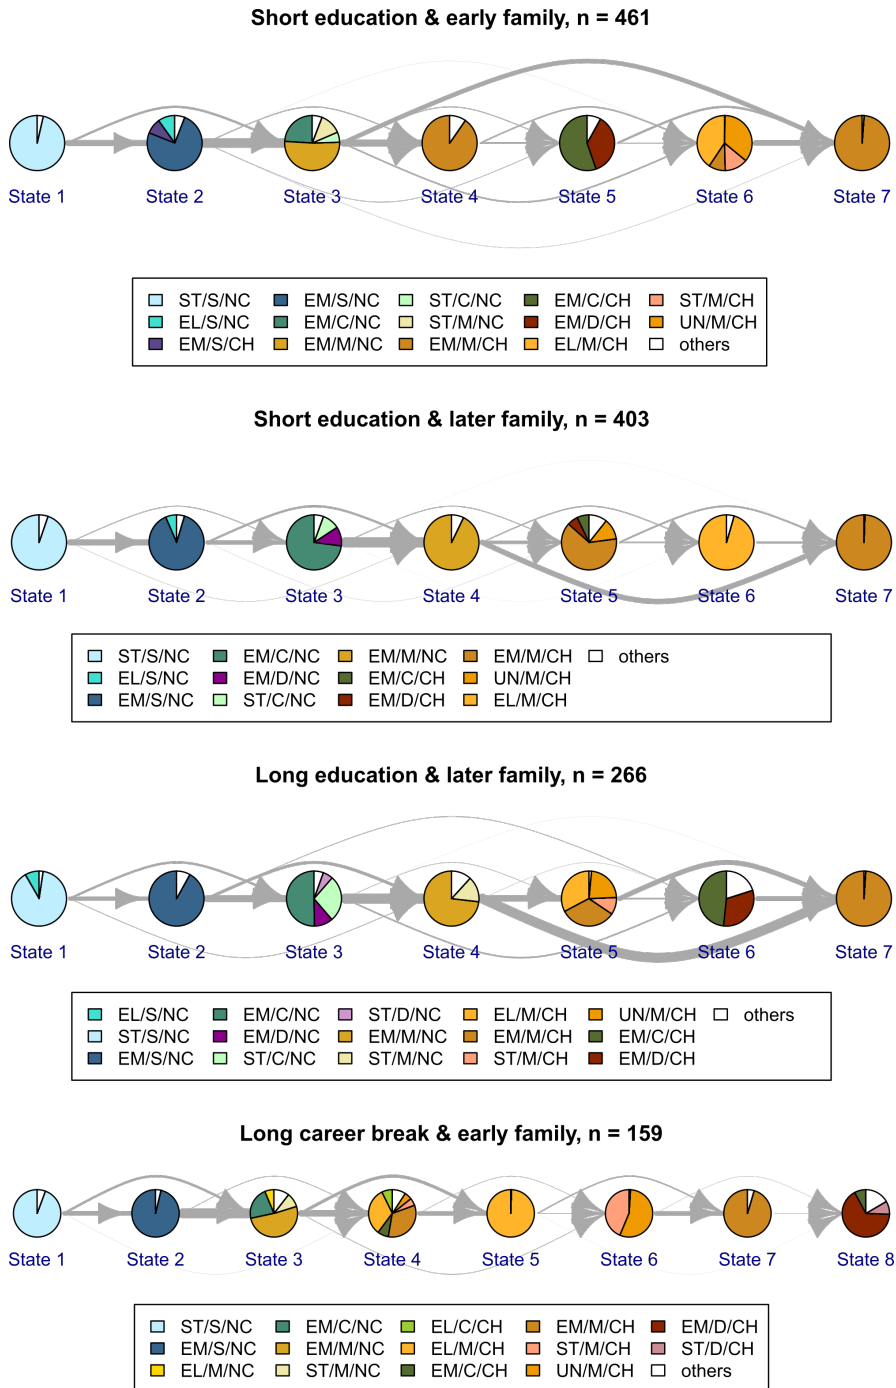 Short education & early family, n = 461
State 1 State 2 State 3 State 4 State 5 State 6 State 7
ST/S/NC EM/S/NC ST/C/NC EM/C/CH ST/M/CH
EL/S/NC EM/C/NC ST/M/NC EM/D/CH UN/M/CH
EM/S/CH EM/M/NC EM/M/CH EL/M/CH others
Short education & later family, n = 403
State 1 State 2 State 3 State 4 State 5 State 6 State 7
ST/S/NC EM/C/NC EM/M/NC EM/M/CH others
EL/S/NC EM/D/NC EM/C/CH UN/M/CH
EM/S/NC ST/C/NC EM/D/CH EL/M/CH
Long education & later family, n = 266
State 1 State 2 State 3 State 4 State 5 State 6 State 7
EL/S/NC EM/C/NC ST/D/NC EL/M/CH UN/M/CH others
ST/S/NC EM/D/NC EM/M/NC EM/M/CH EM/C/CH
EM/S/NC ST/C/NC ST/M/NC ST/M/CH EM/D/CH
Long career break & early family, n = 159
State 1 State 2 State 3 State 4 State 5 State 6 State 7 State 8
ST/S/NC EM/C/NC EL/C/CH EM/M/CH EM/D/CH
EM/S/NC EM/M/NC EL/M/CH ST/M/CH ST/D/CH
EL/M/NC ST/M/NC EM/C/CH UN/M/CH others